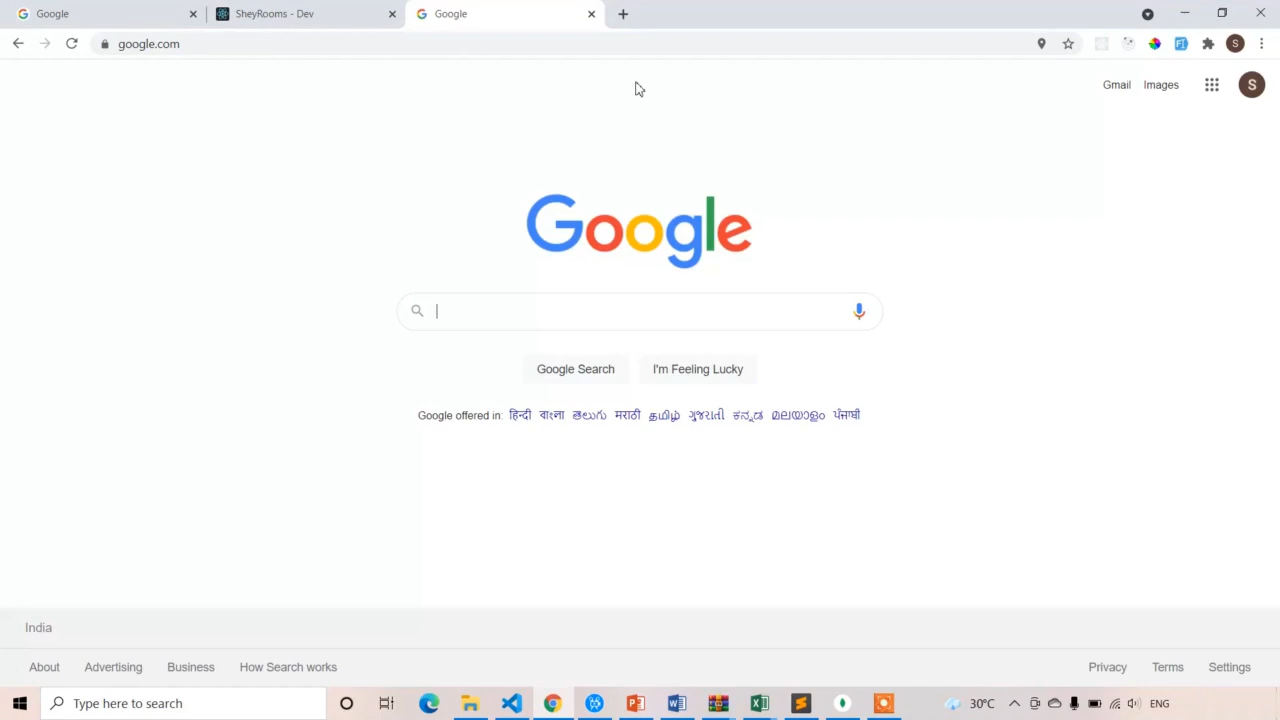 Google
SheyRooms - Dev
Google
google.com
S
Gmail
Images
S
Google
Google Search
I'm Feeling Lucky
Google offered in: हिन्दी বাংলা తెలుగు मराठी தமிழ் ગુજરાતી ಕನ್ನಡ മലയാളം ਪੰਜਾਬੀ
India
About Advertising Business How Search works
Privacy Terms Settings
Type here to search
30°C
ENG